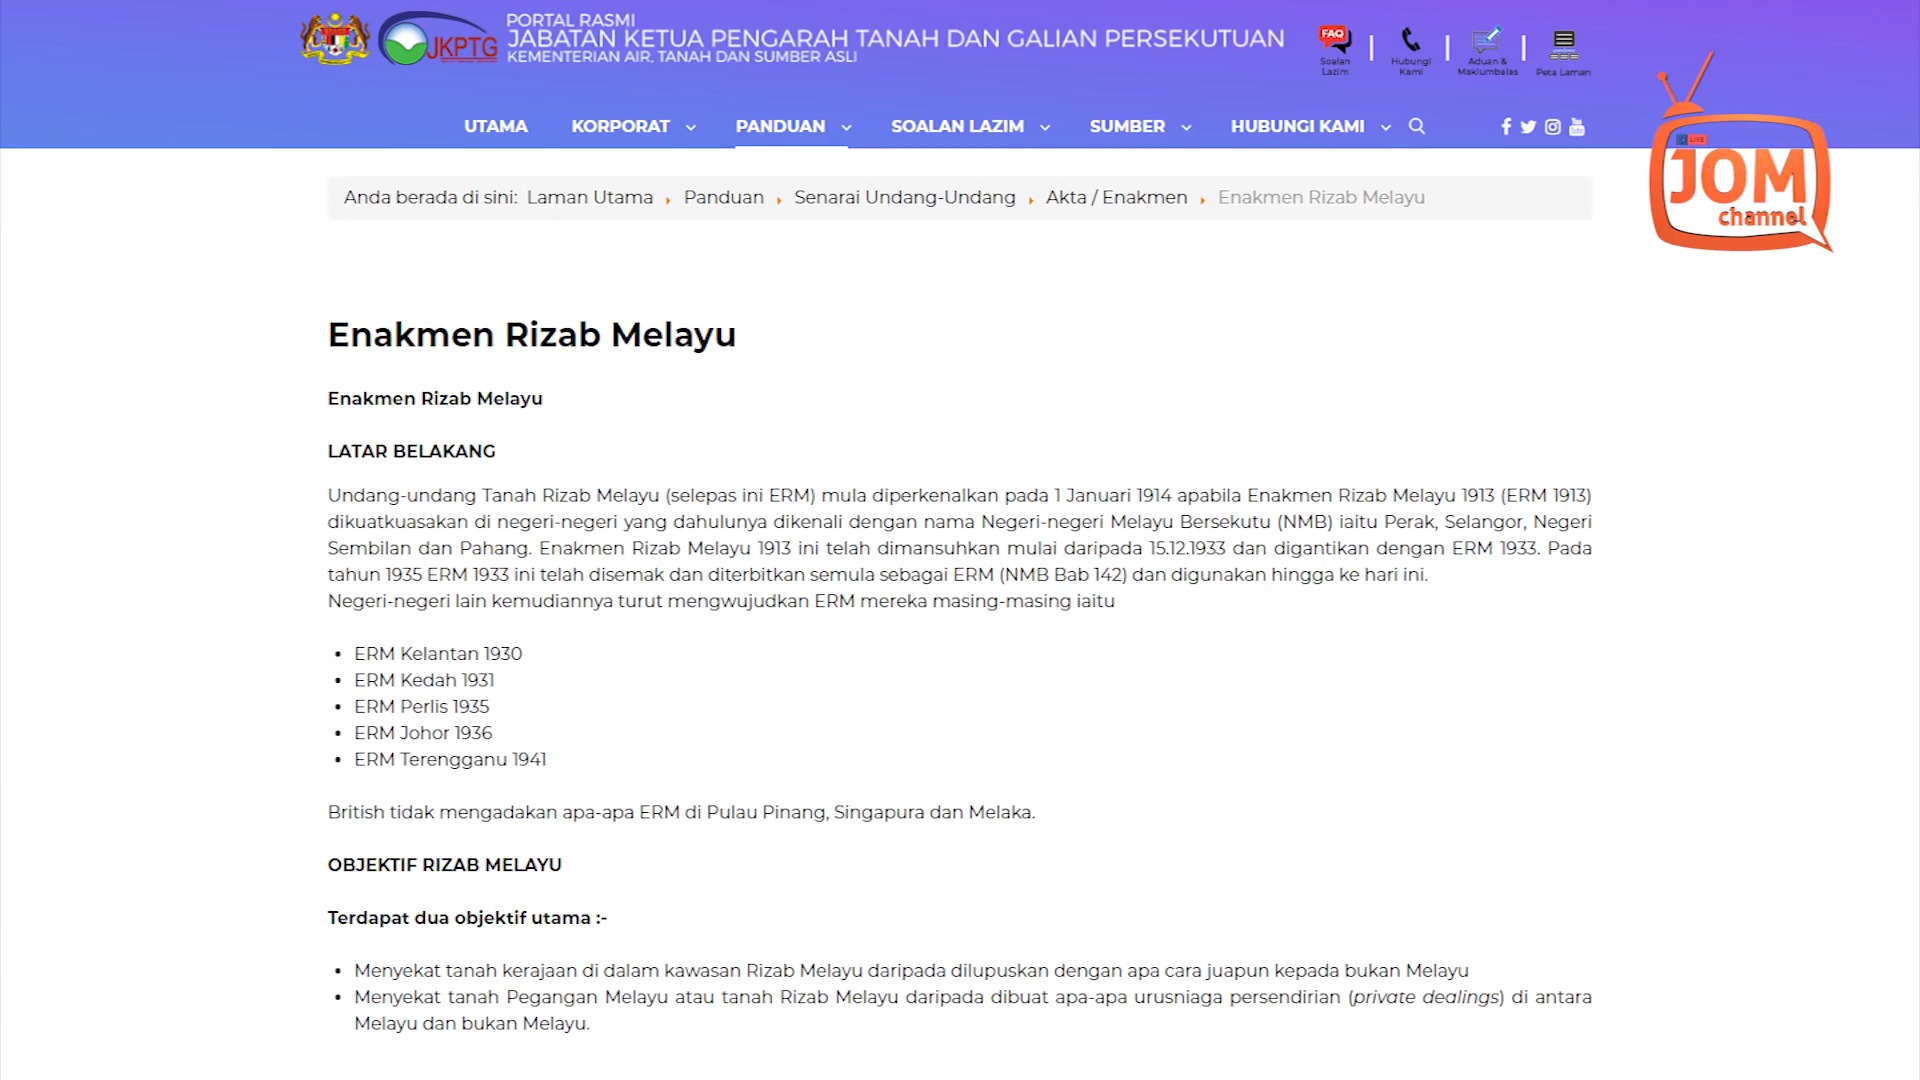 PORTAL RASMI
JABATAN KETUA PENGARAH TANAH DAN GALIAN PERSEKUTUAN
KEMENTERIAN AIR, TANAH DAN SUMBER ASLI
JKPTG
FAQ
Soalan Lazim
Hubungi Kami
Aduan & Maklumbalas
Peta Laman
UTAMA KORPORAT PANDUAN SOALAN LAZIM SUMBER HUBUNGI KAMI
LIVE
JOM
channel
Anda berada di sini: Laman Utama Panduan Senarai Undang-Undang Akta / Enakmen Enakmen Rizab Melayu
Enakmen Rizab Melayu
Enakmen Rizab Melayu
LATAR BELAKANG
Undang-undang Tanah Rizab Melayu (selepas ini ERM) mula diperkenalkan pada 1 Januari 1914 apabila Enakmen Rizab Melayu 1913 (ERM 1913)
dikuatkuasakan di negeri-negeri yang dahulunya dikenali dengan nama Negeri-negeri Melayu Bersekutu (NMB) iaitu Perak, Selangor, Negeri
Sembilan dan Pahang. Enakmen Rizab Melayu 1913 ini telah dimansuhkan mulai daripada 15.12.1933 dan digantikan dengan ERM 1933. Pada
tahun 1935 ERM 1933 ini telah disemak dan diterbitkan semula sebagai ERM (NMB Bab 142) dan digunakan hingga ke hari ini.
Negeri-negeri lain kemudiannya turut mengwujudkan ERM mereka masing-masing iaitu
• ERM Kelantan 1930
• ERM Kedah 1931
• ERM Perlis 1935
• ERM Johor 1936
• ERM Terengganu 1941
British tidak mengadakan apa-apa ERM di Pulau Pinang, Singapura dan Melaka.
OBJEKTIF RIZAB MELAYU
Terdapat dua objektif utama :-
• Menyekat tanah kerajaan di dalam kawasan Rizab Melayu daripada dilupuskan dengan apa cara juapun kepada bukan Melayu
• Menyekat tanah Pegangan Melayu atau tanah Rizab Melayu daripada dibuat apa-apa urusniaga persendirian (private dealings) di antara
Melayu dan bukan Melayu.